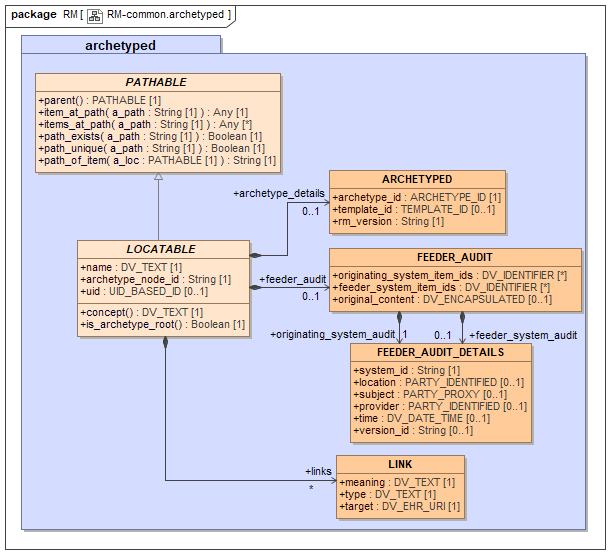 package RM [ RM-common.archetyped ]
archetyped
PATHABLE
+parent() : PATHABLE [1]
+item_at_path( a_path : String [1] ) : Any [1]
+items_at_path( a_path : String [1] ) : Any [*]
+path_exists( a_path : String [1] ) : Boolean [1]
+path_unique( a_path : String [1] ) : Boolean [1]
+path_of_item( a_loc : PATHABLE [1] ) : String [1]
+archetype_details
0..1
ARCHETYPED
+archetype_id : ARCHETYPE_ID [1]
+template_id : TEMPLATE_ID [0..1]
+rm_version : String [1]
LOCATABLE
+name : DV_TEXT [1]
+archetype_node_id : String [1]
+uid : UID_BASED_ID [0..1]
+concept() : DV_TEXT [1]
+is_archetype_root() : Boolean [1]
+feeder_audit
0..1
FEEDER_AUDIT
+originating_system_item_ids : DV_IDENTIFIER [*]
+feeder_system_item_ids : DV_IDENTIFIER [*]
+original_content : DV_ENCAPSULATED [0..1]
+originating_system_audit 1
0..1 +feeder_system_audit
FEEDER_AUDIT_DETAILS
+system_id : String [1]
+location : PARTY_IDENTIFIED [0..1]
+subject : PARTY_PROXY [0..1]
+provider : PARTY_IDENTIFIED [0..1]
+time : DV_DATE_TIME [0..1]
+version_id : String [0..1]
+links
*
LINK
+meaning : DV_TEXT [1]
+type : DV_TEXT [1]
+target : DV_EHR_URI [1]